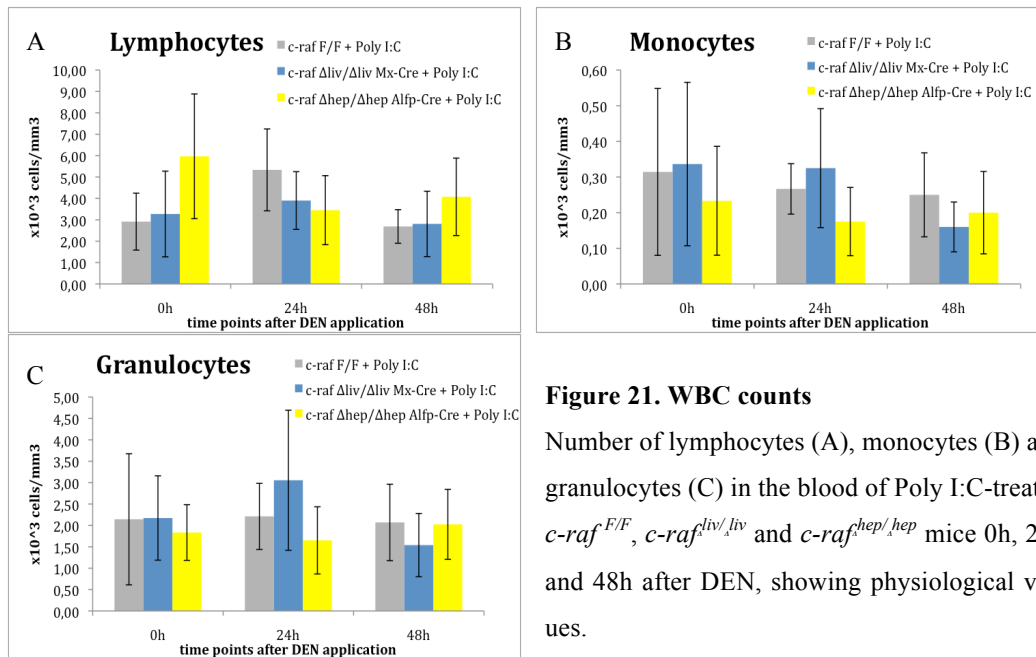 A
Lymphocytes
c-raf F/F + Poly I:C
c-raf Δliv/Δliv Mx-Cre + Poly I:C
c-raf Δhep/Δhep Alfp-Cre + Poly I:C
10,00
9,00
8,00
7,00
6,00
5,00
4,00
3,00
2,00
1,00
0,00
x10^3 cells/mm3
0h 24h 48h
time points after DEN application
B
Monocytes
c-raf F/F + Poly I:C
c-raf Δliv/Δliv Mx-Cre + Poly I:C
c-raf Δhep/Δhep Alfp-Cre + Poly I:C
0,60
0,50
0,40
0,30
0,20
0,10
0,00
x10^3 cells/mm3
0h 24h 48h
time points after DEN application
C
Granulocytes
c-raf F/F + Poly I:C
c-raf Δliv/Δliv Mx-Cre + Poly I:C
c-raf Δhep/Δhep Alfp-Cre + Poly I:C
5,00
4,50
4,00
3,50
3,00
2,50
2,00
1,50
1,00
0,50
0,00
x10^3 cells/mm3
0h 24h 48h
time points after DEN application
Figure 21. WBC counts
Number of lymphocytes (A), monocytes (B) a
granulocytes (C) in the blood of Poly I:C-treat
c-raf F/F, c-raf Δliv/Δliv and c-raf Δhep/Δhep mice 0h, 2
and 48h after DEN, showing physiological v
ues.